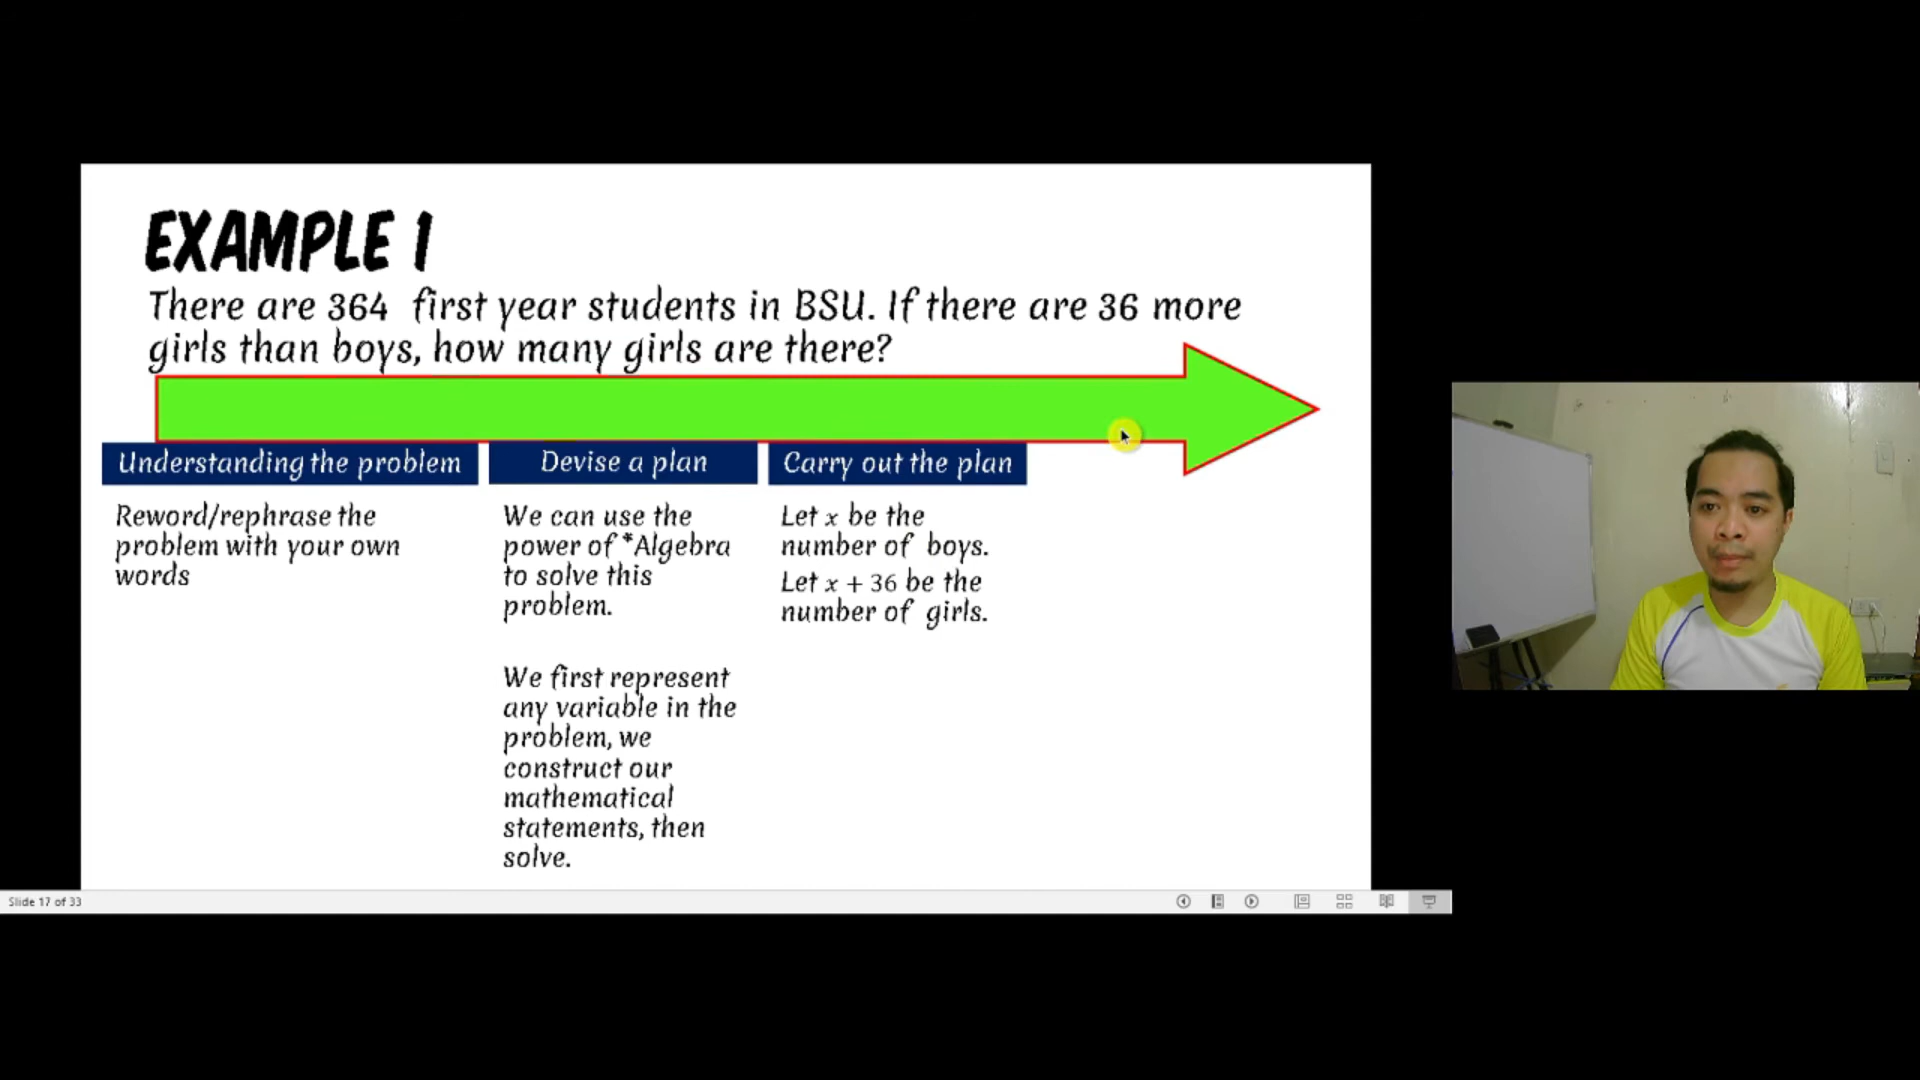 EXAMPLE 1
There are 364 first year students in BSU. If there are 36 more
girls than boys, how many girls are there?
Understanding the problem
Reword/rephrase the
problem with your own
words
Devise a plan
We can use the
power of *Algebra
to solve this
problem.
We first represent
any variable in the
problem, we
construct our
mathematical
statements, then
solve.
Carry out the plan
Let x be the
number of boys.
Let x + 36 be the
number of girls.
Slide 17 of 33